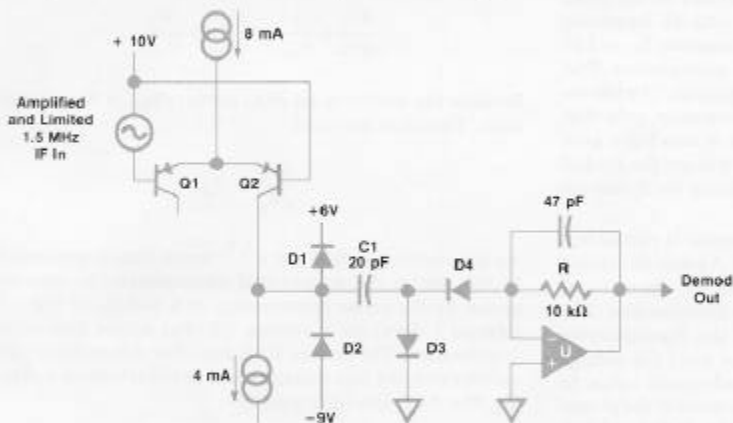 8 mA
+ 10V
Amplified
and Limited
1.5 MHz
IF In
Q1
Q2
+6V
47 pF
D1
C1
20 pF
D4
R
Demod
Out
10 kΩ
U
D2
D3
4 mA
−9V